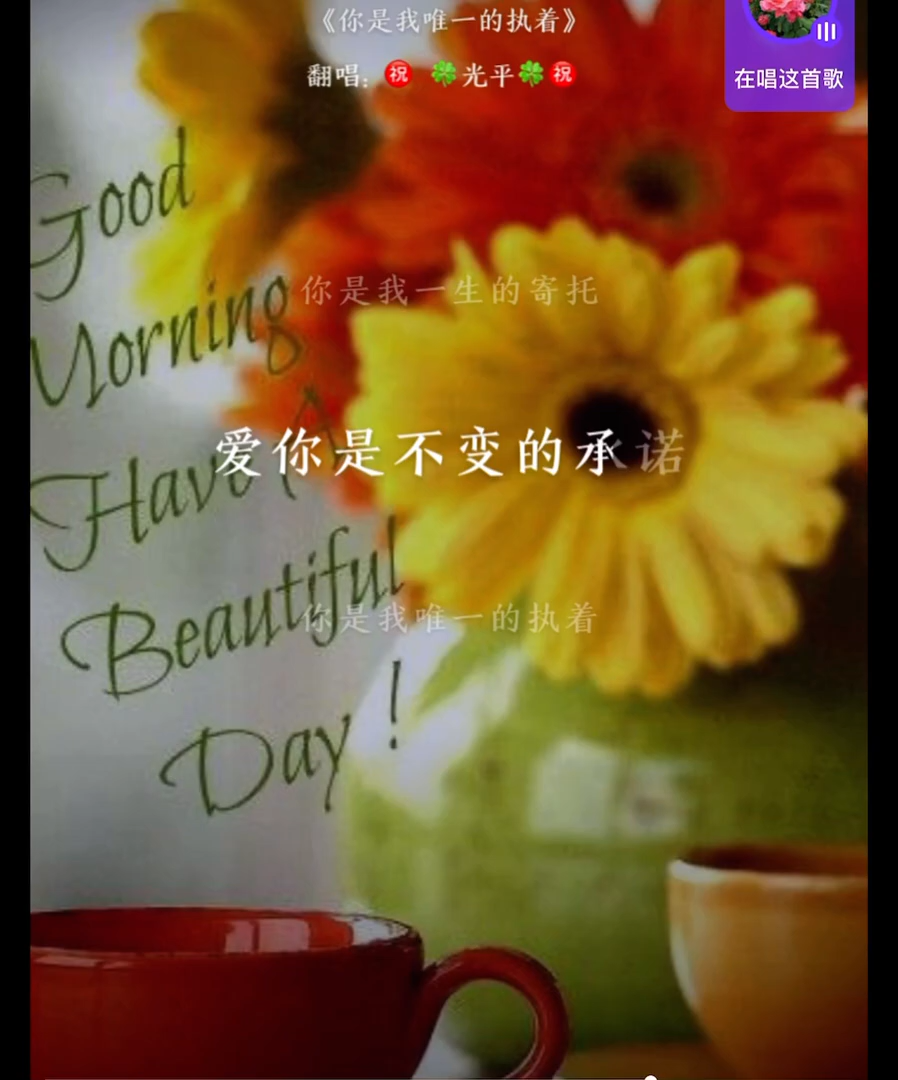 《你是我唯一的执着》
翻唱: ㊗️ 🍀光平🍀㊗️
在唱这首歌
Good
Morning
你是我一生的寄托
爱你是不变的承诺
Have A
Beautiful
你是我唯一的执着
Day !